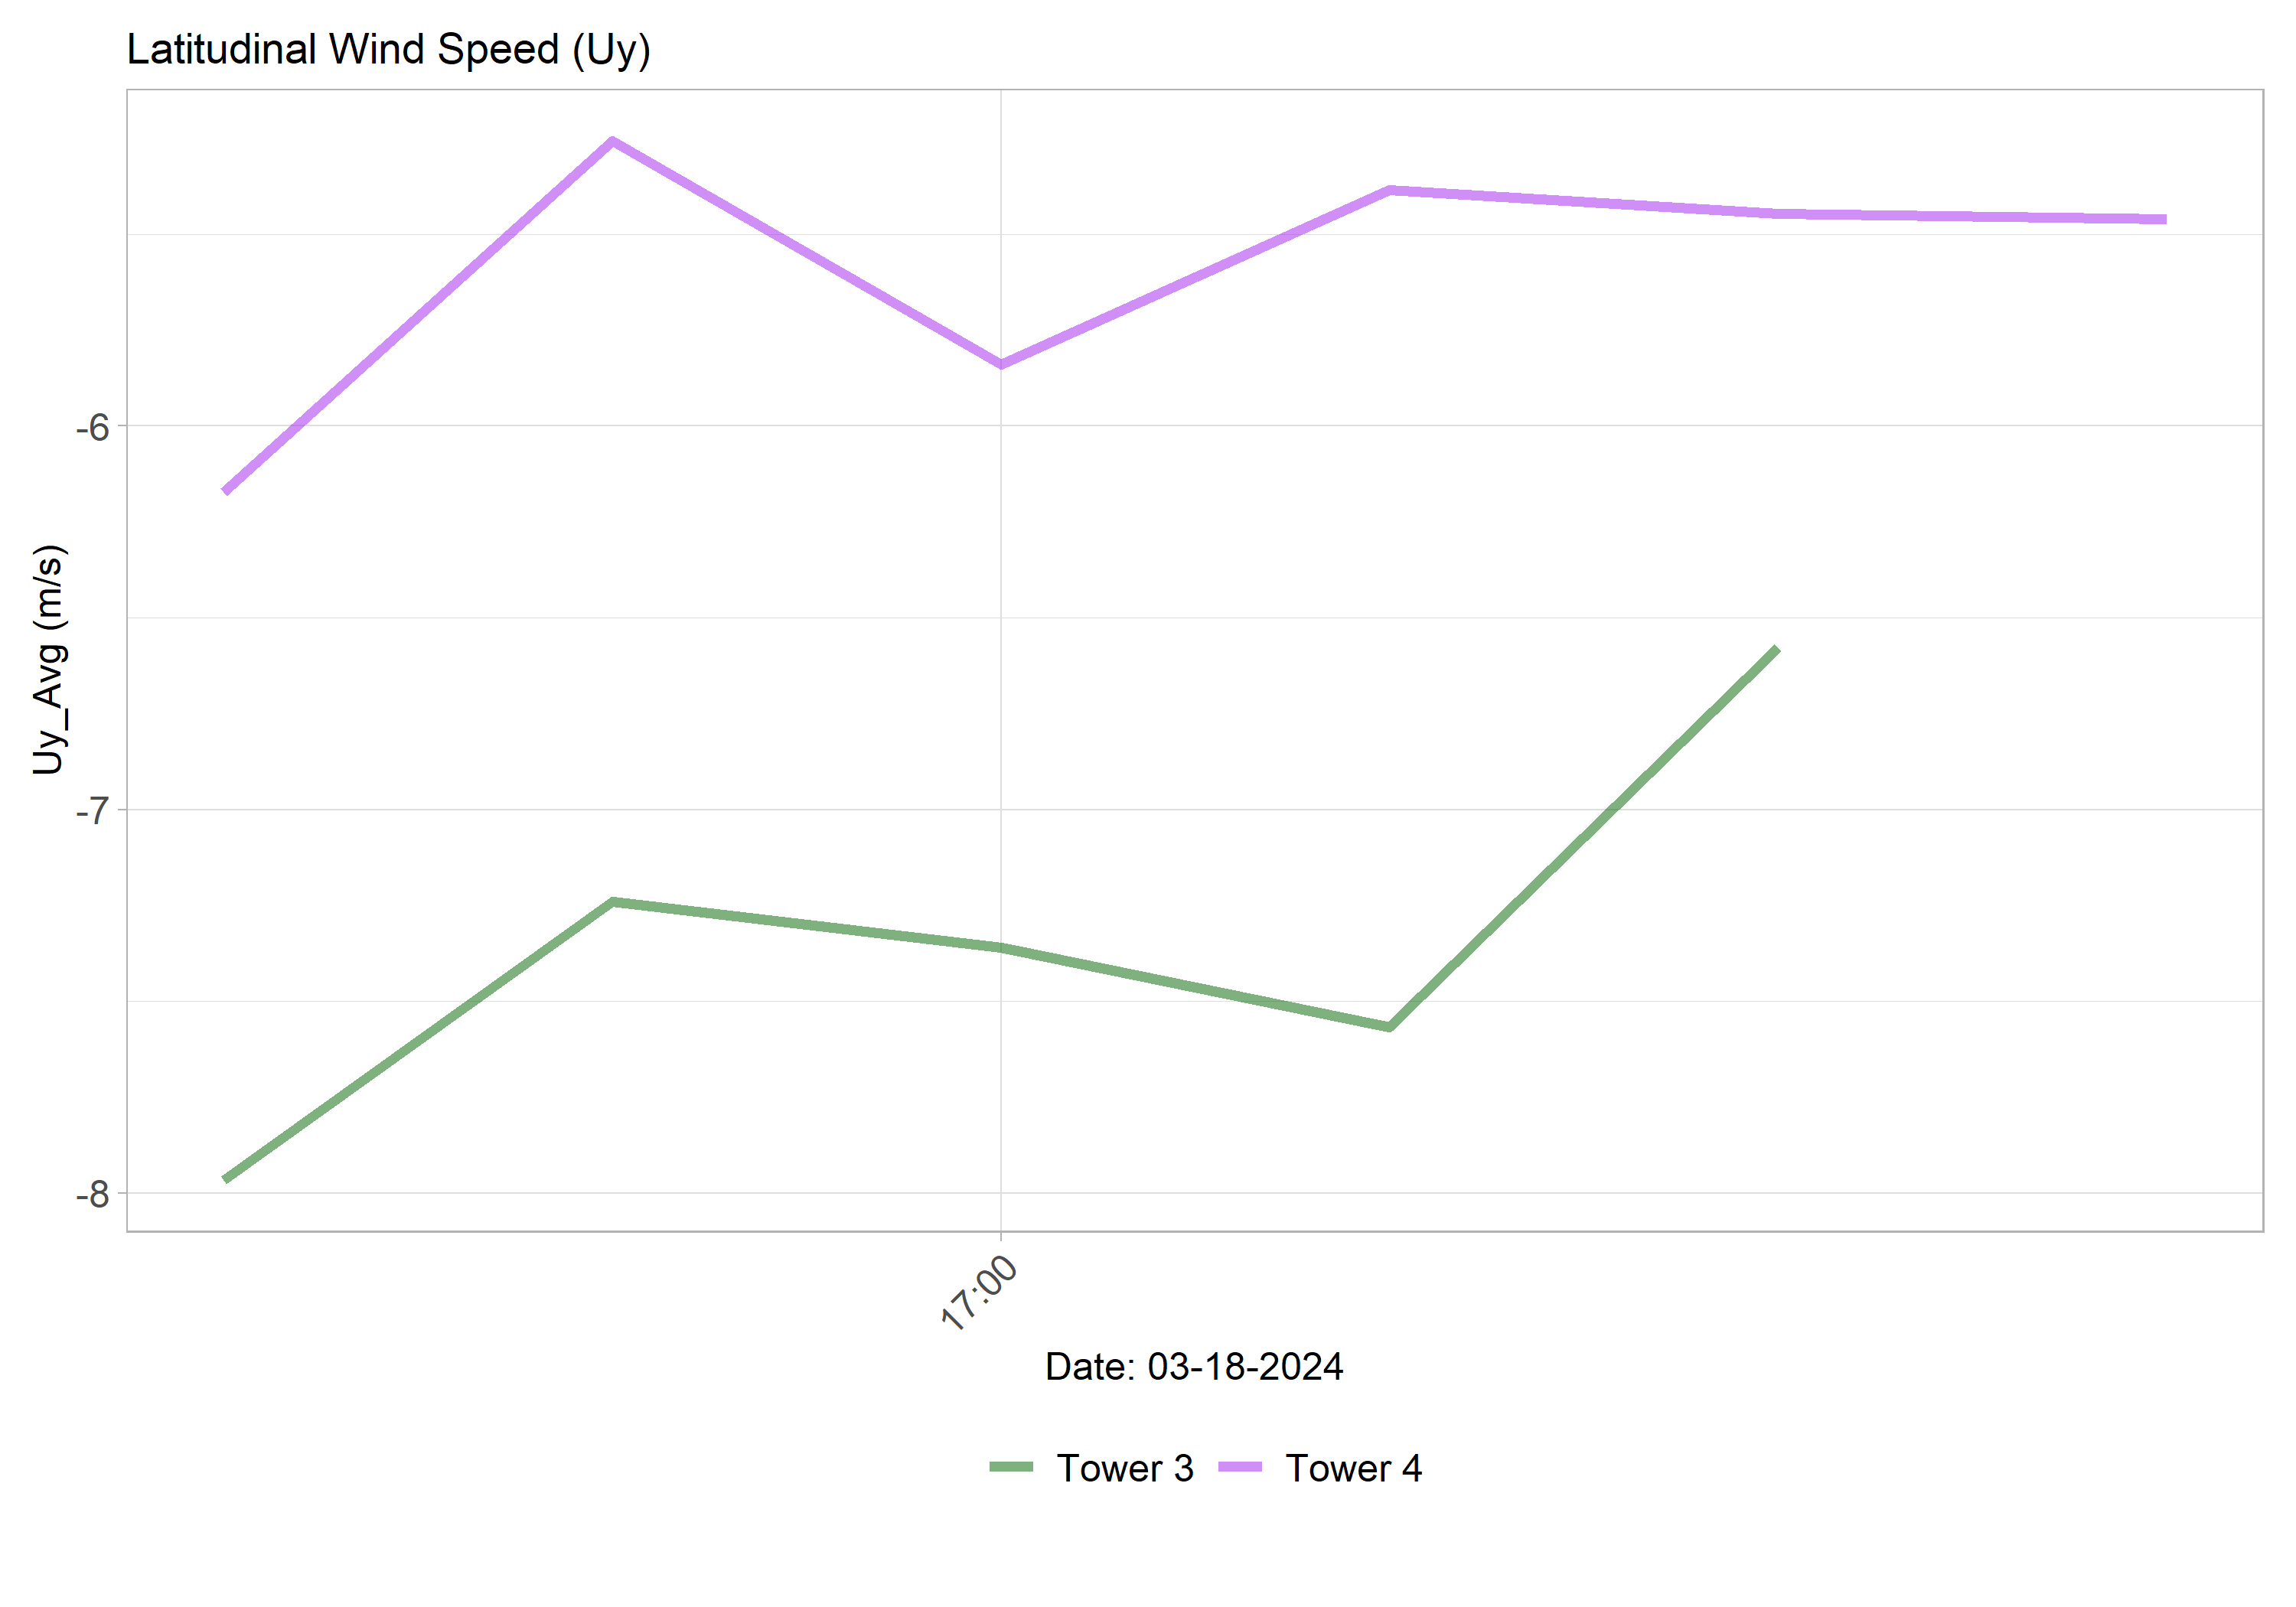 Latitudinal Wind Speed (Uy)
Uy_Avg (m/s)
-6
-7
-8
17:00
Date: 03-18-2024
Tower 3 Tower 4